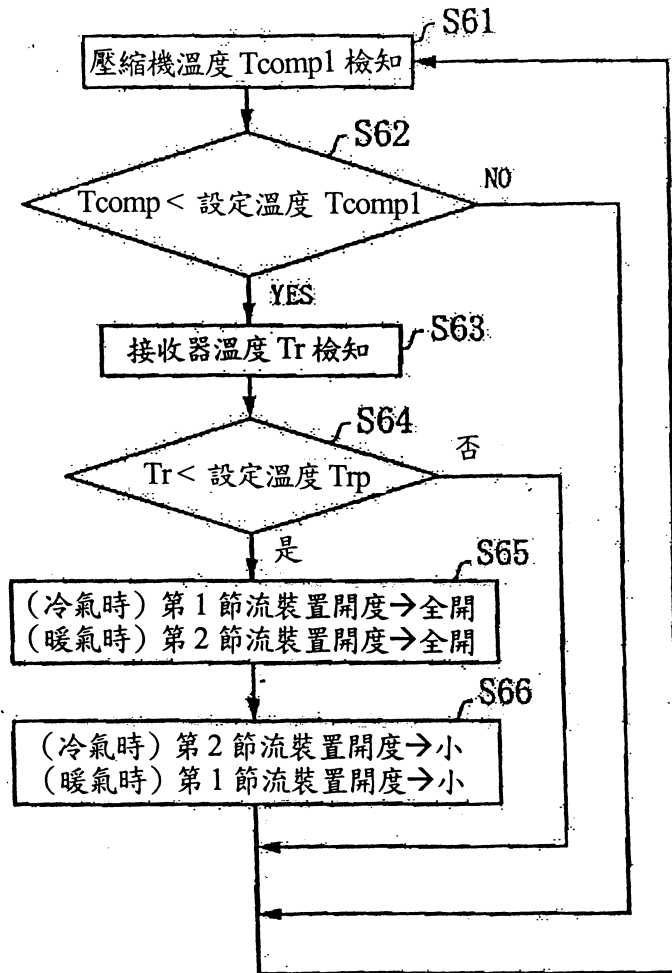 S61
壓縮機溫度 Tcomp1 檢知
S62
Tcomp < 設定溫度 Tcomp1
NO
YES
S63
接收器溫度 Tr 檢知
S64
Tr < 設定溫度 Trp
否
是
S65
(冷氣時) 第 1 節流裝置開度→全開
(暖氣時) 第 2 節流裝置開度→全開
S66
(冷氣時) 第 2 節流裝置開度→小
(暖氣時) 第 1 節流裝置開度→小